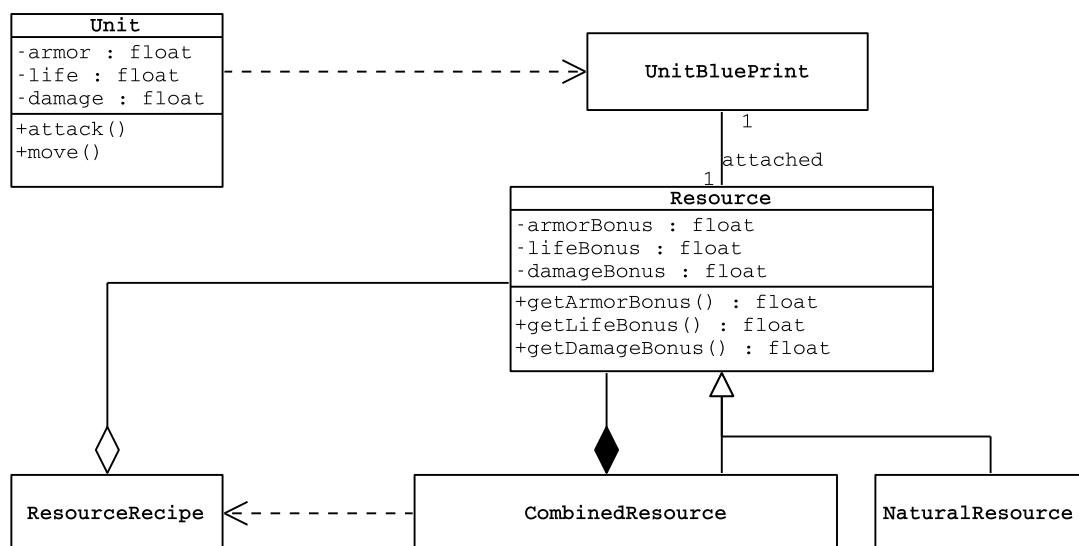 Unit
-armor : float
-life : float
-damage : float
+attack()
+move()
UnitBluePrint
1
attached
1
Resource
-armorBonus : float
-lifeBonus : float
-damageBonus : float
+getArmorBonus() : float
+getLifeBonus() : float
+getDamageBonus() : float
ResourceRecipe
CombinedResource
NaturalResource